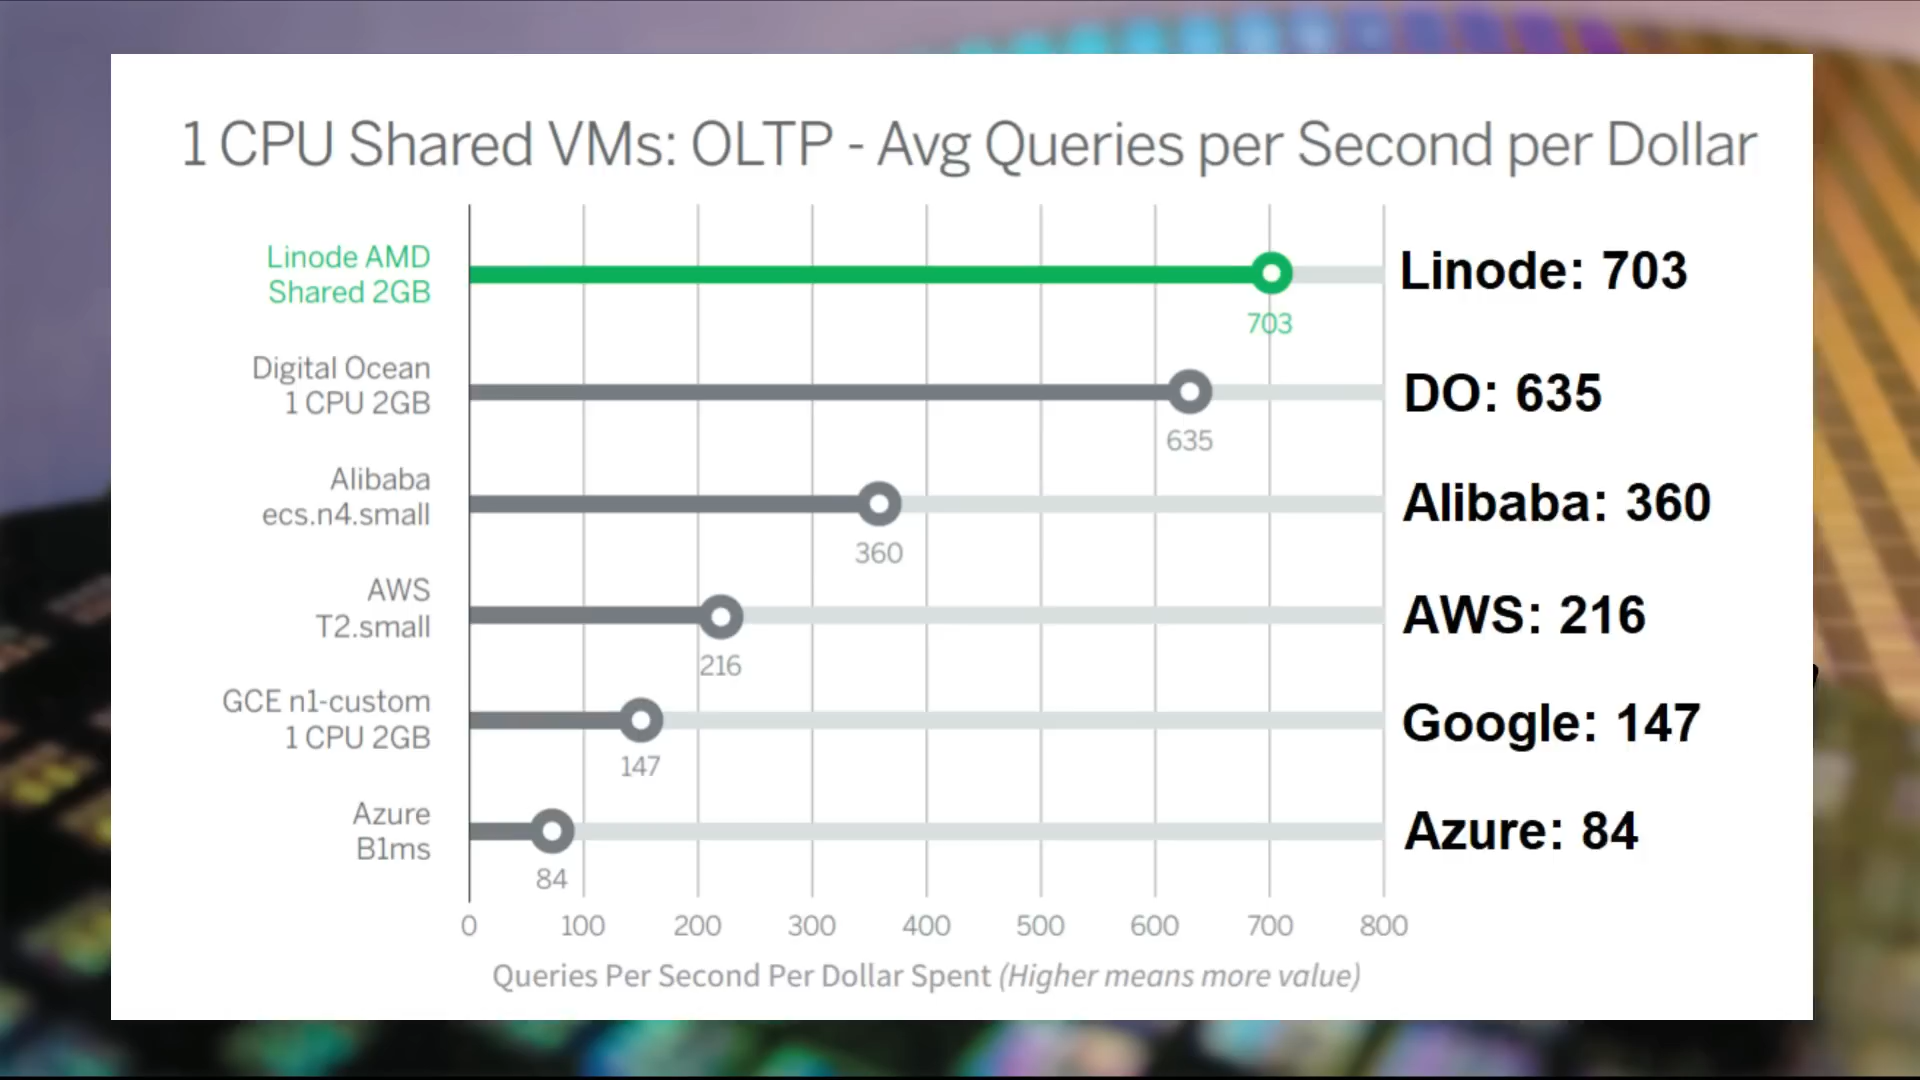 1 CPU Shared VMs: OLTP - Avg Queries per Second per Dollar
Linode AMD
Shared 2GB
703
Linode: 703
Digital Ocean
1 CPU 2GB
635
DO: 635
Alibaba
ecs.n4.small
360
Alibaba: 360
AWS
T2.small
216
AWS: 216
GCE n1-custom
1 CPU 2GB
147
Google: 147
Azure
B1ms
84
Azure: 84
0 100 200 300 400 500 600 700 800
Queries Per Second Per Dollar Spent (Higher means more value)